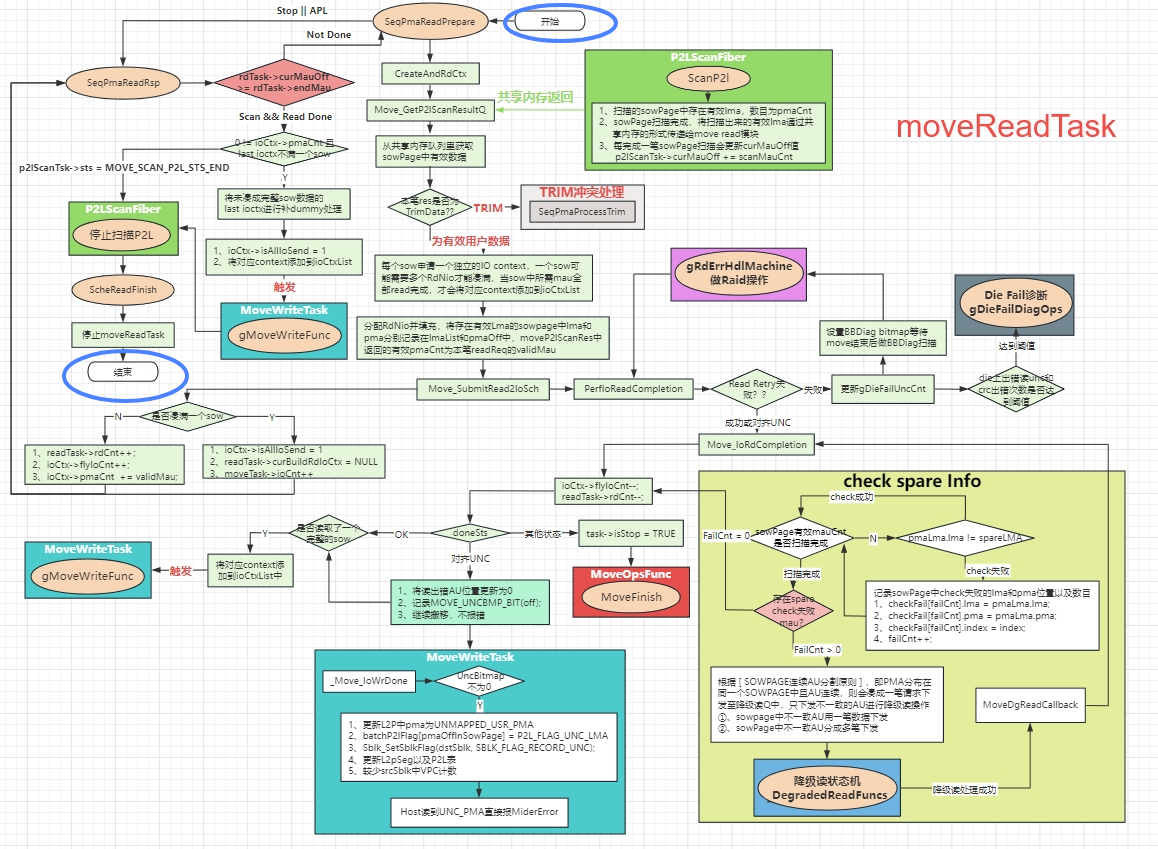 Stop || APL
SeqPmaReadPrepare
开始
Not Done
SeqPmaReadRsp
rdTask->curMauOff
>= rdTask->endMau
CreateAndRdCtx
P2LScanFiber
ScanP2l
共享内存返回
1、扫描的sowPage中存在有效lma，数目为pmaCnt
2、sowPage扫描完成，将扫描出来的有效lma通过共
享内存的形式传递给move read模块
3、每完成一笔sowPage扫描会更新curMauOff值
p2lScanTsk->curMauOff += scanMauCnt
moveReadTask
Scan && Read Done
Move_GetP2lScanResultQ
0 != ioCtx->pmaCnt 且
last ioctx不满一个sow
从共享内存队列里获取
sowPage中有效数据
p2lScanTsk->sts = MOVE_SCAN_P2L_STS_END
Y
将未凑成完整sow数据的
last ioctx进行补dummy处理
本笔res是否为
TrimData??
TRIM
TRIM冲突处理
SeqPmaProcessTrim
P2LScanFiber
停止扫描P2L
1、ioCtx->isAllIoSend = 1
2、将对应context添加到ioCtxList
为有效用户数据
每个sow申请一个独立的IO context，一个sow可
能需要多个RdNio才能凑满，当sow中所需mau全
部read完成，才会将对应context添加到ioCtxList
gRdErrHdlMachine
做Raid操作
触发
ScheReadFinish
MoveWriteTask
gMoveWriteFunc
Die Fail诊断
gDieFailDiagOps
停止moveReadTask
分配RdNio并填充，将存在有效Lma的sowpage中lma和
pma分别记录在lmaList和pmaOff中，moveP2lScanRes中
返回的有效pmaCnt为本笔readReq的validMau
设置BBDiag bitmap等待
move结束后做BBDiag扫描
达到阈值
结束
Move_SubmitRead2IoSch
PerfIoReadCompletion
Read Retry失
败？？
失败
更新gDieFailUncCnt
die上出错读unc和
crc出错次数是否达
到阈值
N
是否凑满一个sow
Y
成功或对齐UNC
Move_IoRdCompletion
1、readTask->rdCnt++;
2、ioCtx->flyIoCnt++;
3、ioCtx->pmaCnt += validMau;
1、ioCtx->isAllIoSend = 1
2、readTask->curBuildRdIoCtx = NULL
3、moveTask->ioCnt++
ioCtx->flyIoCnt--;
readTask->rdCnt--;
check spare Info
check成功
Y
是否读取了一个
完整的sow
OK
doneSts
其他状态
task->isStop = TRUE
FailCnt = 0
sowPage有效mauCnt
是否扫描完成
N
pmaLma.lma != spareLMA
对齐UNC
MoveWriteTask
gMoveWriteFunc
触发
将对应context添
加到ioCtxList中
MoveOpsFunc
MoveFinish
扫描完成
check失败
1、将读出错AU位置更新为0
2、记录MOVE_UNCBMP_BIT(off);
3、继续搬移，不报错
存在spare
check失败
mau?
记录sowPage中check失败的lma和pma位置以及数目
1、checkFail[failCnt].lma = pmaLma.lma;
2、checkFail[failCnt].pma = pmaLma.pma;
3、checkFail[failCnt].index = index;
4、failCnt++;
FailCnt > 0
MoveWriteTask
_Move_IoWrDone
UncBitmap
不为0
Y
根据 [ SOWPAGE连续AU分割原则 ] ，即PMA分布在
同一个SOWPAGE中且AU连续，则会凑成一笔请求下
发至降级读Q中，只下发不一致的AU进行降级读操作
①、sowpage中不一致AU用一笔数据下发
②、sowPage中不一致AU分成多笔下发
MoveDgReadCallback
1、更新L2P中pma为UNMAPPED_USR_PMA
2、batchP2lFlag[pmaOffInSowPage] = P2L_FLAG_UNC_LMA
3、Sblk_SetSblkFlag(dstSblk, SBLK_FLAG_RECORD_UNC);
4、更新L2pSeg以及P2L表
5、较少srcSblk中VPC计数
降级读状态机
DegradedReadFuncs
降级读处理成功
Host读到UNC_PMA直接报MiderError